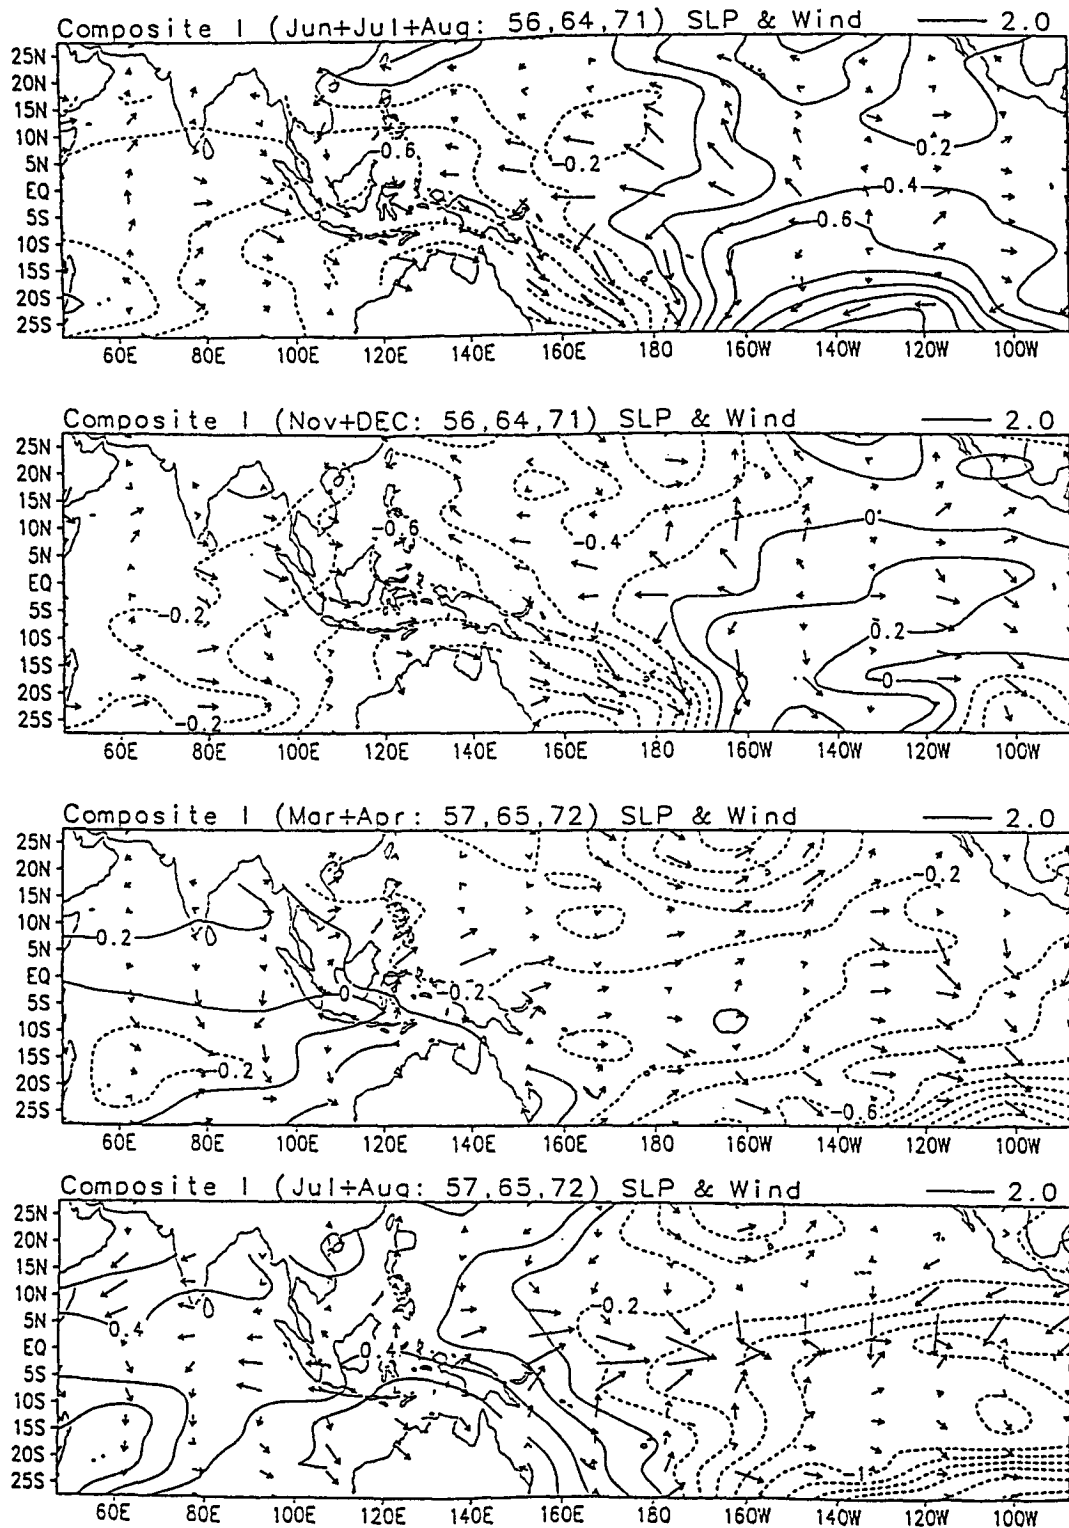 Composite I (Jun+Jul+Aug: 56,64,71) SLP & Wind 2.0
25N
20N
15N
10N
5N
EQ
5S
10S
15S
20S
25S
-0.6
-0.2
0.2
0.4
0.6
60E 80E 100E 120E 140E 160E 180 160W 140W 120W 100W
Composite I (Nov+DEC: 56,64,71) SLP & Wind 2.0
25N
20N
15N
10N
5N
EQ
5S
10S
15S
20S
25S
-0.6
-0.4
0
-0.2
0.2
0
-0.2
60E 80E 100E 120E 140E 160E 180 160W 140W 120W 100W
Composite I (Mar+Apr: 57,65,72) SLP & Wind 2.0
25N
20N
15N
10N
5N
EQ
5S
10S
15S
20S
25S
-0.2
0.2
0
-0.2
-0.2
-0.6
60E 80E 100E 120E 140E 160E 180 160W 140W 120W 100W
Composite I (Jul+Aug: 57,65,72) SLP & Wind 2.0
25N
20N
15N
10N
5N
EQ
5S
10S
15S
20S
25S
-0.2
0.4
0.4
-1
60E 80E 100E 120E 140E 160E 180 160W 140W 120W 100W